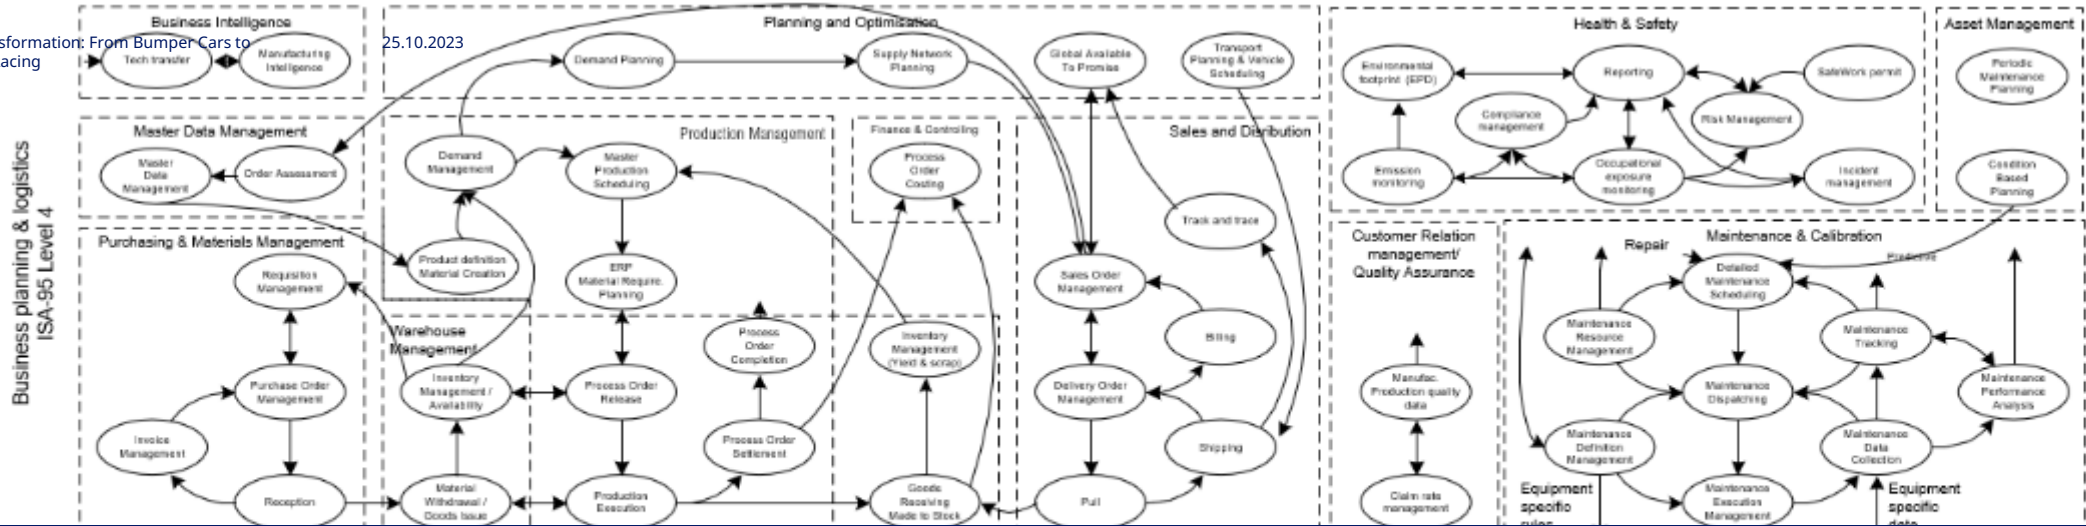 sformation: From Bumper Cars to
acing
25.10.2023
Business planning & logistics
ISA-95 Level 4
Business Intelligence
Tech transfer
Manufacturing
Intelligence
Planning and Optimisation
Demand Planning
Supply Network
Planning
Global Available
To Promise
Transport
Planning & Vehicle
Scheduling
Health & Safety
Environmental
footprint (EPD)
Reporting
SafeWork permit
Compliance
management
Risk Management
Emission
monitoring
Occupational
exposure
monitoring
Incident
management
Asset Management
Periodic
Maintenance
Planning
Condition
Based
Planning
Master Data Management
Master
Data
Management
Order Assessment
Production Management
Demand
Management
Master
Production
Scheduling
Product definition
Material Creation
ERP
Material Require.
Planning
Finance & Controlling
Process
Order
Costing
Sales and Disribution
Track and trace
Sales Order
Management
Billing
Delivery Order
Management
Shipping
Pull
Purchasing & Materials Management
Requisition
Management
Purchase Order
Management
Invoice
Management
Reception
Warehouse
Management
Inventory
Management /
Availability
Material
Withdrawal /
Goods Issue
Process Order
Release
Production
Execution
Process
Order
Completion
Process Order
Settlement
Inventory
Management
(Yield & scrap)
Goods
Receiving
Made to Stock
Customer Relation
management/
Quality Assurance
Manufac.
Production quality
data
Claim rate
management
Maintenance & Calibration
Repair
Predictive
Detailed
Maintenance
Scheduling
Maintenance
Resource
Management
Maintenance
Tracking
Maintenance
Dispatching
Maintenance
Performance
Analysis
Maintenance
Definition
Management
Maintenance
Data
Collection
Maintenance
Execution
Management
Equipment
specific
rules
Equipment
specific
data